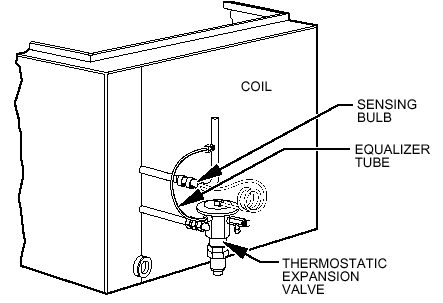 COIL
SENSING
BULB
EQUALIZER
TUBE
THERMOSTATIC
EXPANSION
VALVE